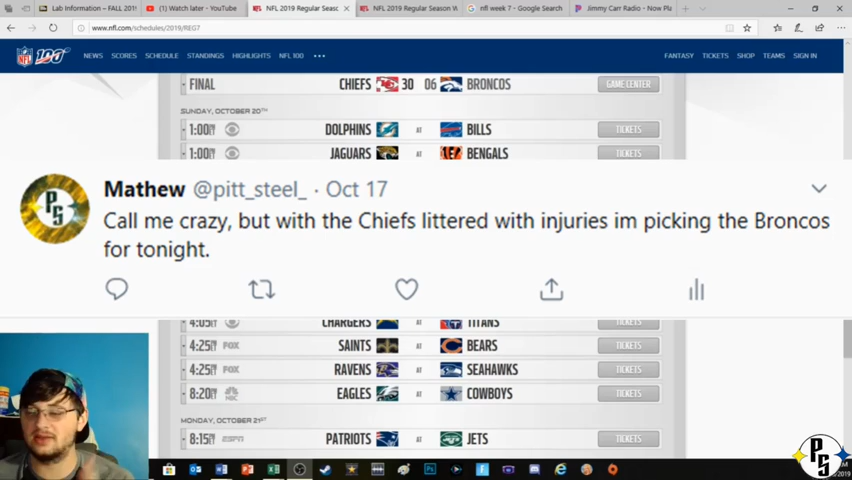 Lab Information – FALL 2019
Watch later - YouTube
NFL 2019 Regular Seaso
NFL 2019 Regular Season W
nfl week 7 - Google Search
Jimmy Carr Radio - Now Pla
www.nfl.com/schedules/2019/REG7
NFL 100
NEWS SCORES SCHEDULE STANDINGS HIGHLIGHTS NFL 100 ••• FANTASY TICKETS SHOP TEAMS SIGN IN
FINAL CHIEFS 30 06 BRONCOS GAME CENTER
SUNDAY, OCTOBER 20TH
1:00 DOLPHINS AT BILLS TICKETS
1:00 JAGUARS AT BENGALS TICKETS
Mathew @pitt_steel_ · Oct 17
Call me crazy, but with the Chiefs littered with injuries im picking the Broncos
for tonight.
4:05 CHARGERS AT TITANS TICKETS
4:25 FOX SAINTS AT BEARS TICKETS
4:25 FOX RAVENS AT SEAHAWKS TICKETS
8:20 NBC EAGLES AT COWBOYS TICKETS
MONDAY, OCTOBER 21ST
8:15 ESPN PATRIOTS AT JETS TICKETS
PS